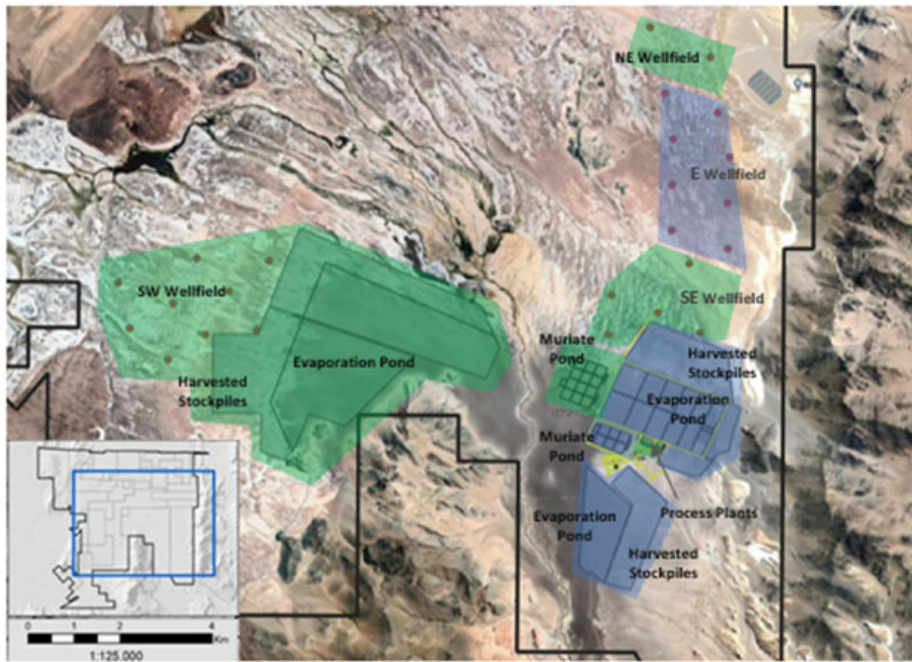 NE Wellfield
E Wellfield
SW Wellfield
SE Wellfield
Muriate
Pond
Harvested
Stockpiles
Evaporation Pond
Harvested
Stockpiles
Evaporation
Pond
Muriate
Pond
Process Plants
Evaporation
Pond
Harvested
Stockpiles
0 1 2 4
Km
1:125.000